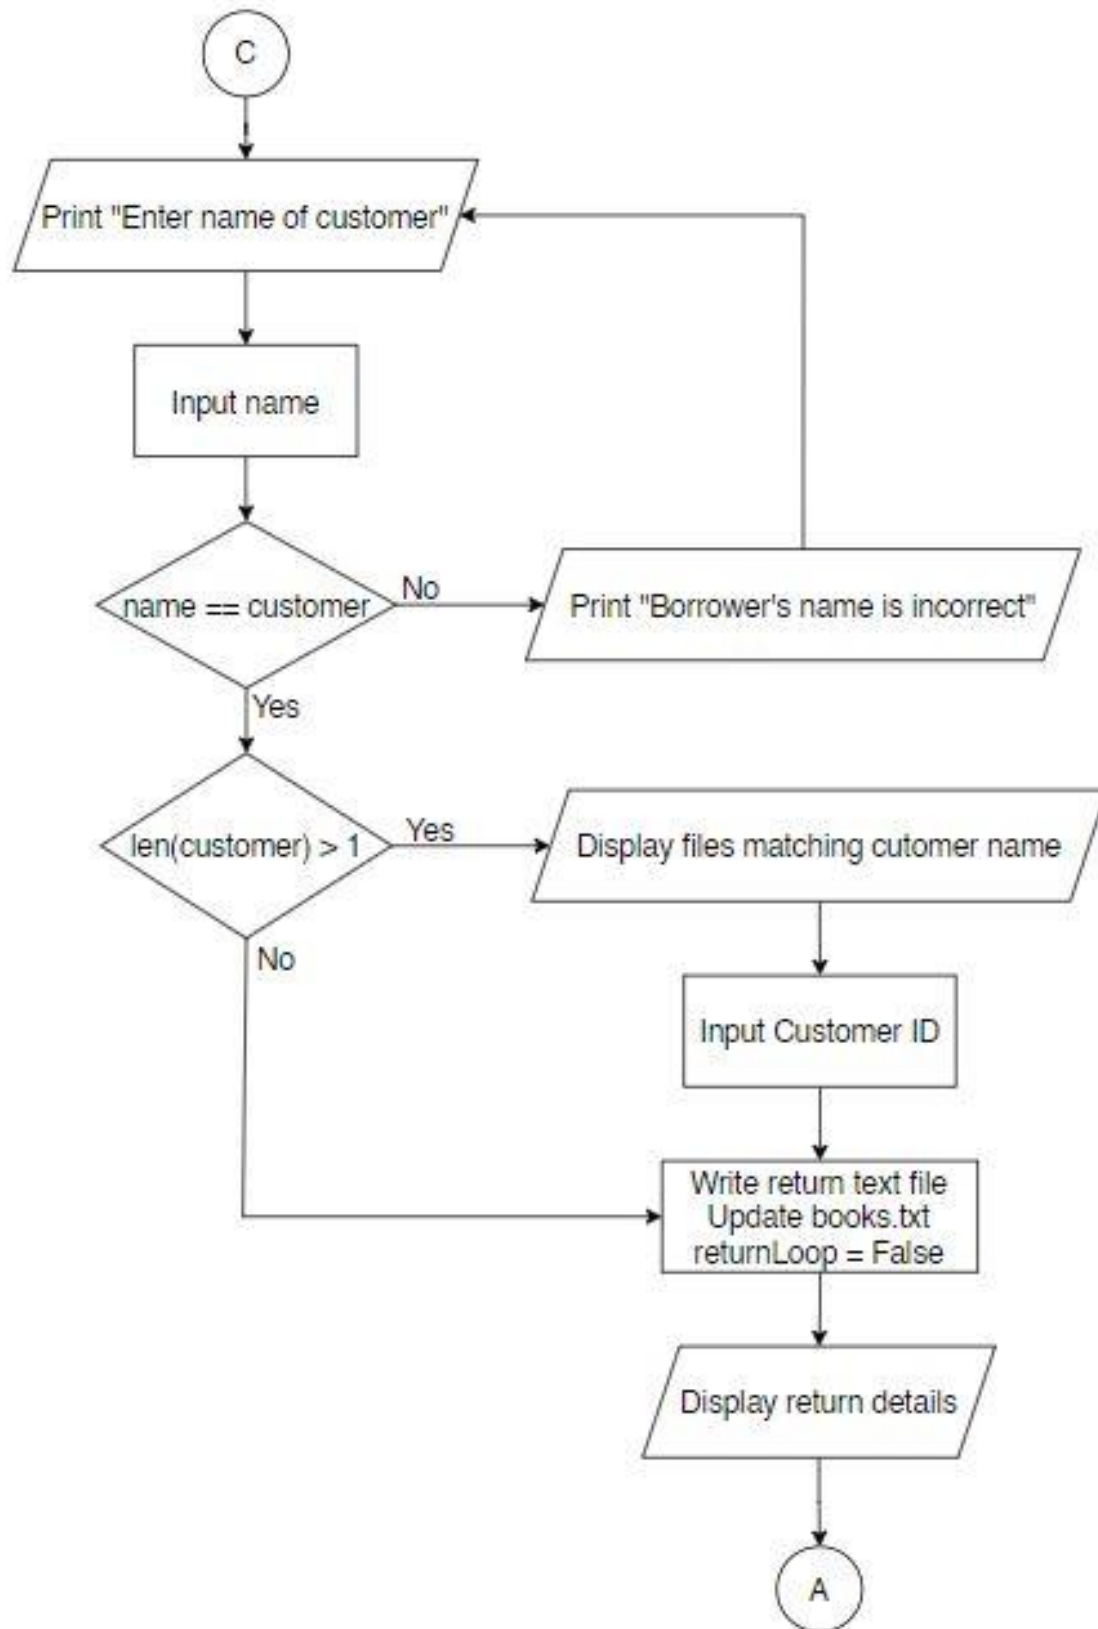 C
Print "Enter name of customer"
Input name
name == customer
No
Print "Borrower's name is incorrect"
Yes
len(customer) > 1
Yes
Display files matching cutomer name
No
Input Customer ID
Write return text file
Update books.txt
returnLoop = False
Display return details
A